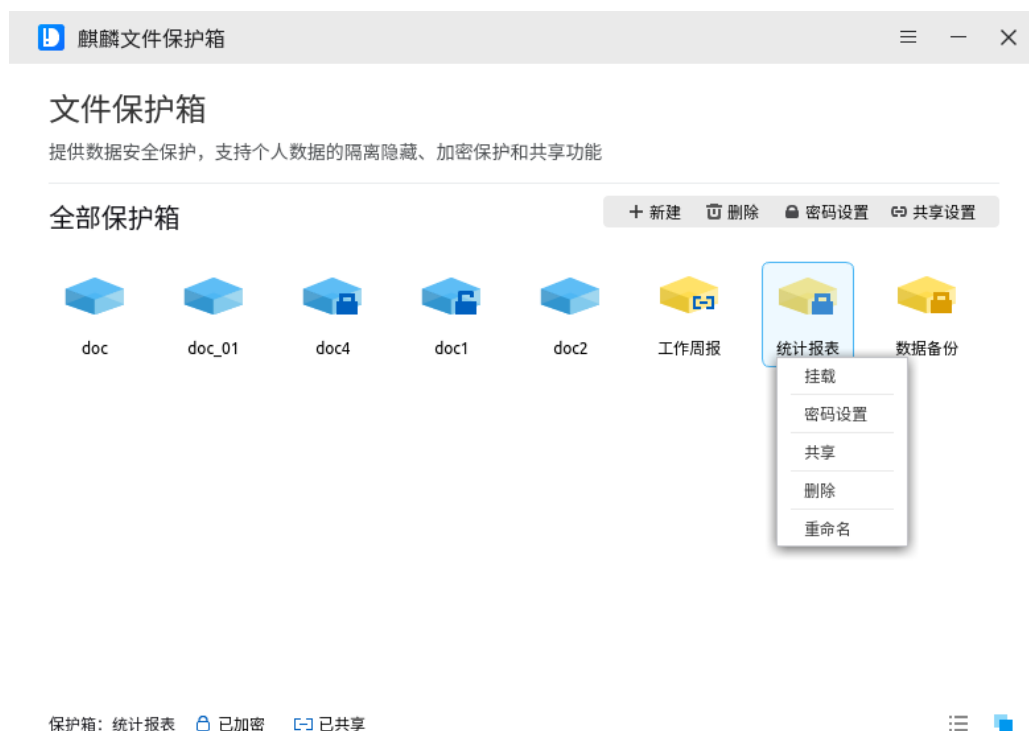 麒麟文件保护箱
文件保护箱
提供数据安全保护，支持个人数据的隔离隐藏、加密保护和共享功能
全部保护箱
新建 删除 密码设置 共享设置
doc doc_01 doc4 doc1 doc2 工作周报 统计报表 数据备份
挂载
密码设置
共享
删除
重命名
保护箱：统计报表 已加密 已共享